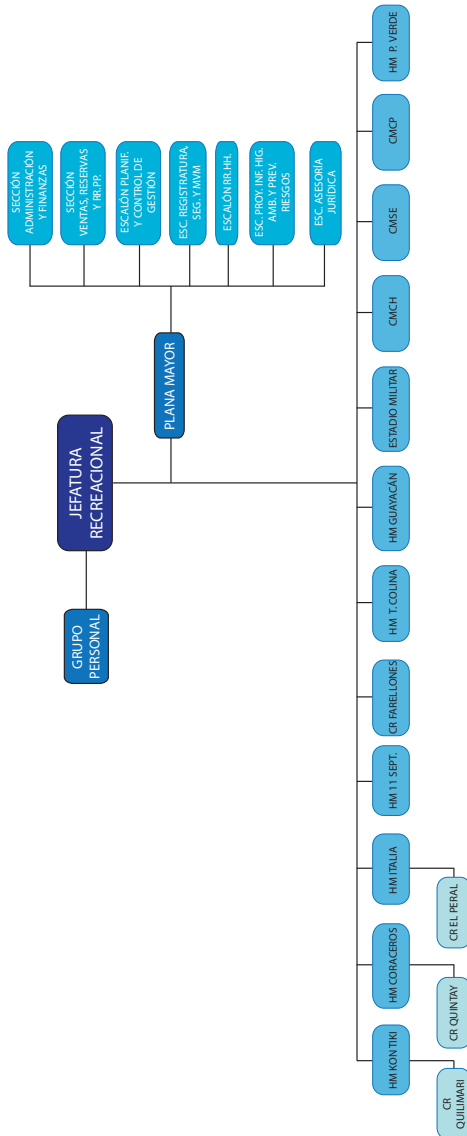 JEFATURA
RECREACIONAL
GRUPO
PERSONAL
PLANA MAYOR
SECCIÓN
ADMINISTRACIÓN
Y FINANZAS
SECCIÓN
VENTAS, RESERVAS
Y RR.PP.
ESCALÓN PLANIF.
Y CONTROL DE
GESTIÓN
ESC. REGISTRATURA,
SEG. Y MVM
ESCALÓN RR.HH.
ESC. PROY. INF. HIG.
AMB. Y PREV.
RIESGOS
ESC. ASESORÍA
JURÍDICA
HM KON TIKI
HM CORACEROS
HM ITALIA
HM 11 SEPT.
CR FARELLONES
HM T. COLINA
HM GUAYACÁN
ESTADIO MILITAR
CMCH
CMSE
CMCP
HM P. VERDE
CR
QUILIMARI
CR QUINTAY
CR EL PERAL